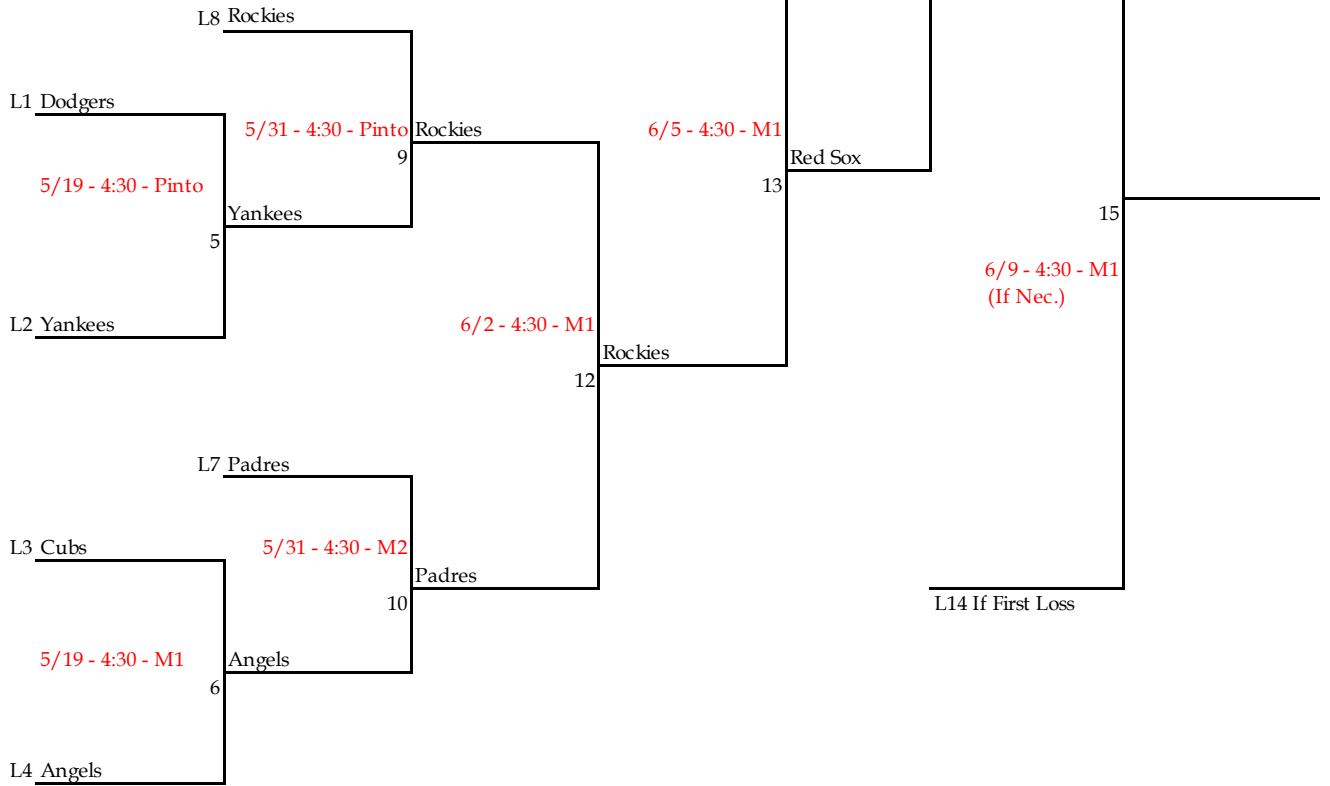 L8 Rockies
L1 Dodgers
5/31 - 4:30 - Pinto Rockies
9
6/5 - 4:30 - M1
Red Sox
13
5/19 - 4:30 - Pinto
Yankees
5
15
6/9 - 4:30 - M1
(If Nec.)
L2 Yankees
6/2 - 4:30 - M1
Rockies
12
L7 Padres
L3 Cubs
5/31 - 4:30 - M2
Padres
10
L14 If First Loss
5/19 - 4:30 - M1
Angels
6
L4 Angels